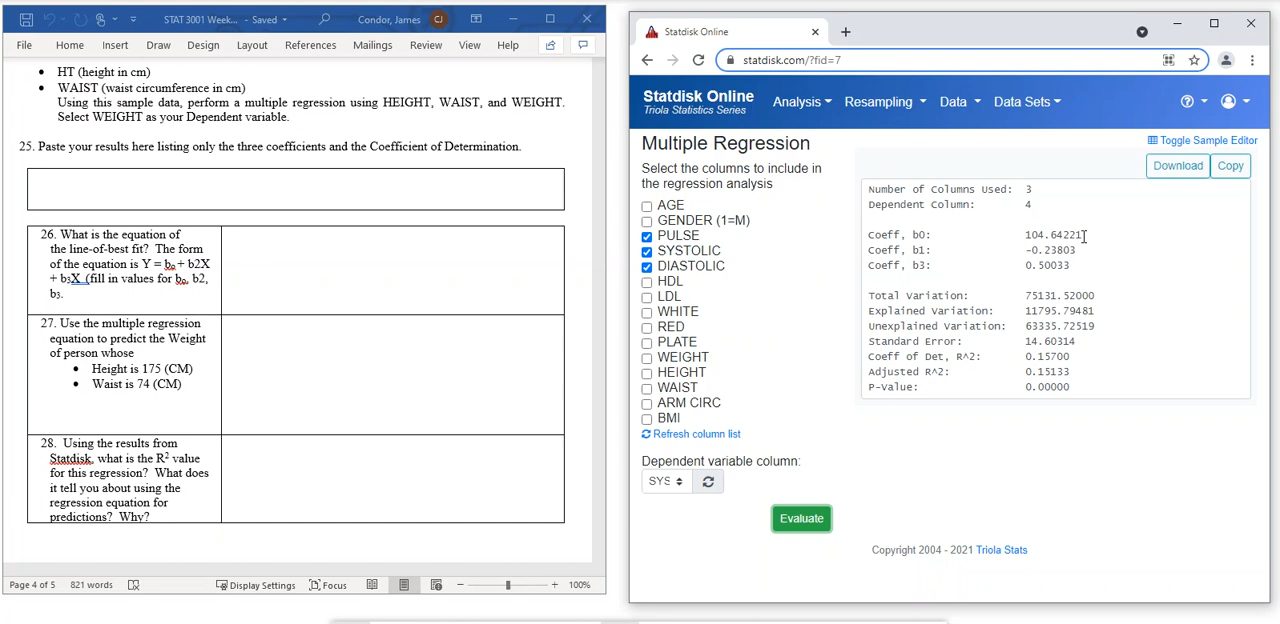 STAT 3001 Week... - Saved
Condor, James
CJ
File Home Insert Draw Design Layout References Mailings Review View Help
• HT (height in cm)
• WAIST (waist circumference in cm)
Using this sample data, perform a multiple regression using HEIGHT, WAIST, and WEIGHT.
Select WEIGHT as your Dependent variable.
25. Paste your results here listing only the three coefficients and the Coefficient of Determination.
26. What is the equation of
the line-of-best fit? The form
of the equation is Y = b₀ + b2X
+ b₃X (fill in values for b₀, b2,
b₃.
27. Use the multiple regression
equation to predict the Weight
of person whose
• Height is 175 (CM)
• Waist is 74 (CM)
28. Using the results from
Statdisk, what is the R² value
for this regression? What does
it tell you about using the
regression equation for
predictions? Why?
Page 4 of 5 821 words Display Settings Focus 100%
Statdisk Online
statdisk.com/?fid=7
Statdisk Online
Triola Statistics Series
Analysis Resampling Data Data Sets
Multiple Regression
Toggle Sample Editor
Select the columns to include in
the regression analysis
AGE
GENDER (1=M)
PULSE
SYSTOLIC
DIASTOLIC
HDL
LDL
WHITE
RED
PLATE
WEIGHT
HEIGHT
WAIST
ARM CIRC
BMI
Refresh column list
Dependent variable column:
SYS
Evaluate
Download Copy
Number of Columns Used: 3
Dependent Column: 4
Coeff, b0: 104.64221
Coeff, b1: -0.23803
Coeff, b3: 0.50033
Total Variation: 75131.52000
Explained Variation: 11795.79481
Unexplained Variation: 63335.72519
Standard Error: 14.60314
Coeff of Det, R^2: 0.15700
Adjusted R^2: 0.15133
P-Value: 0.00000
Copyright 2004 - 2021 Triola Stats